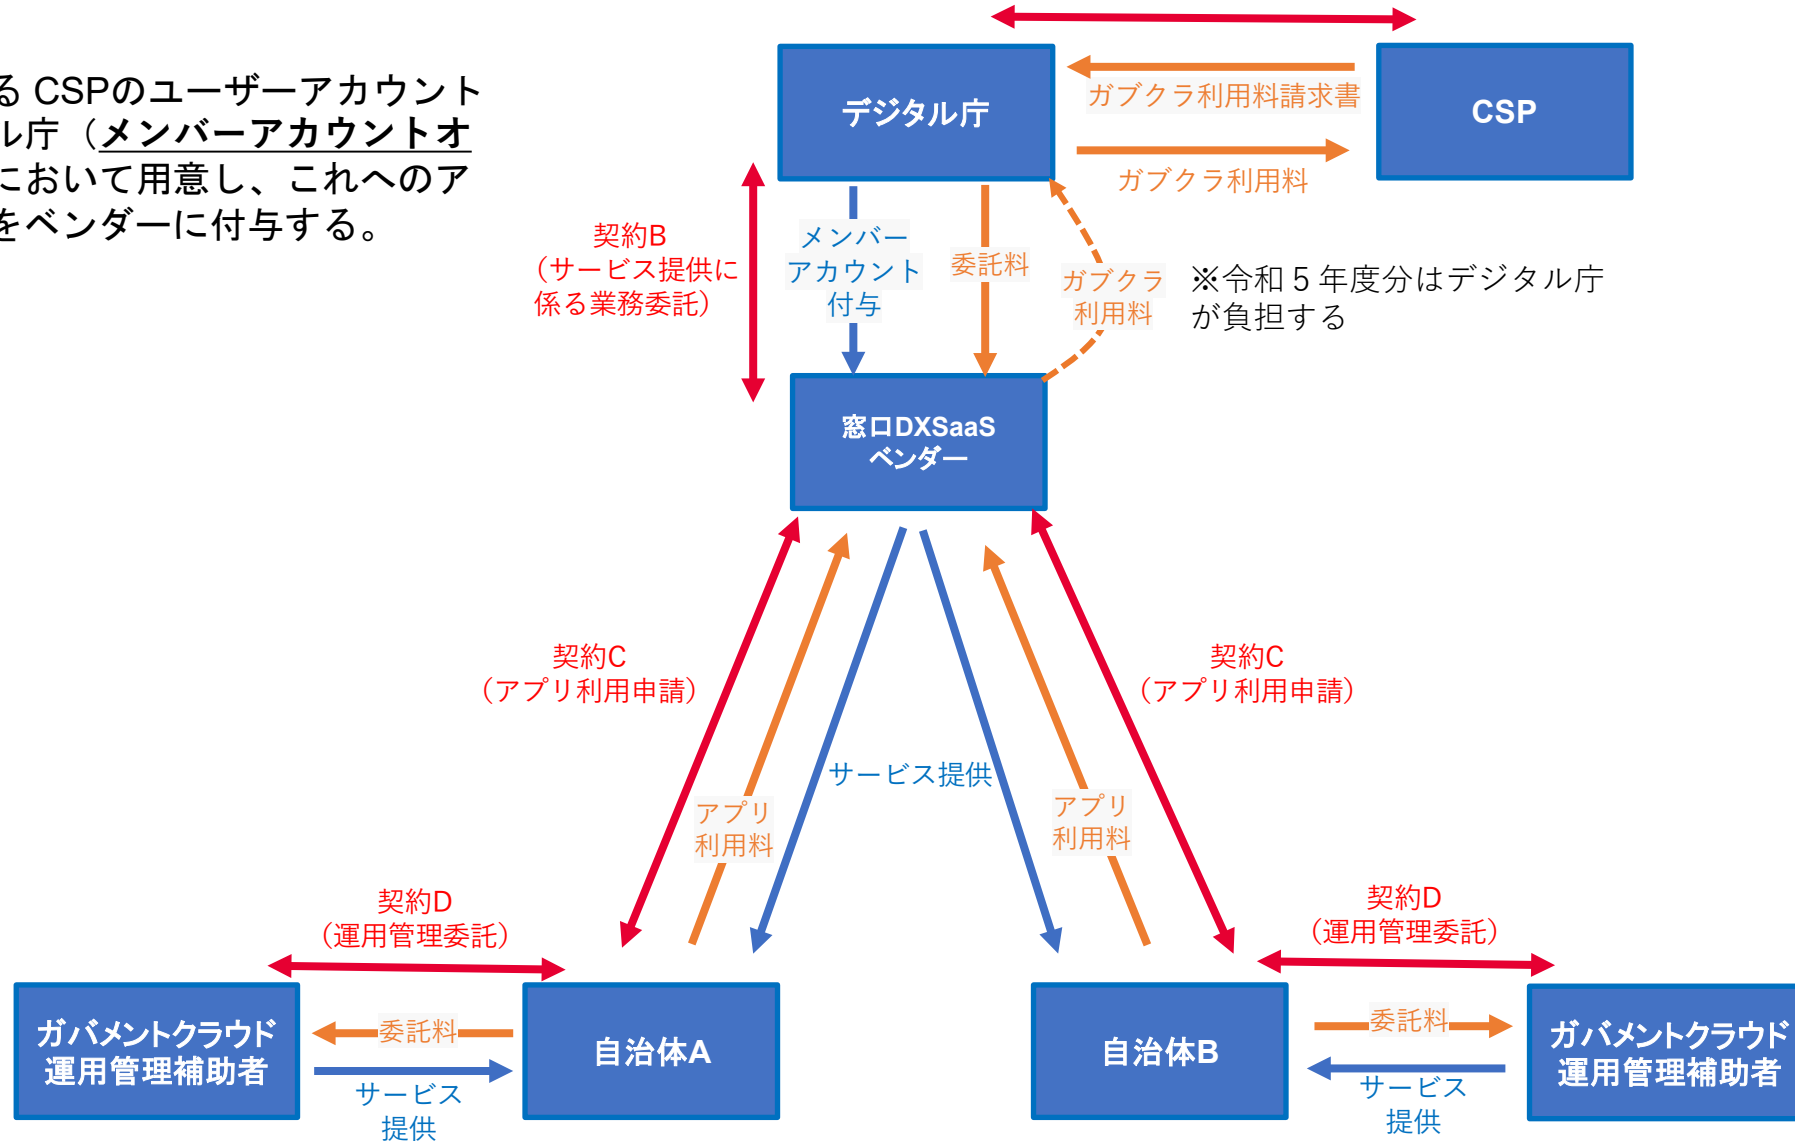 る CSPのユーザーアカウント
ル庁（メンバーアカウントオ
において用意し、これへのア
をベンダーに付与する。
デジタル庁
ガブクラ利用料請求書
ガブクラ利用料
CSP
契約B
（サービス提供に
係る業務委託）
メンバー
アカウント
付与
委託料
ガブクラ
利用料
※令和５年度分はデジタル庁
が負担する
窓口DXSaaS
ベンダー
契約C
（アプリ利用申請）
契約C
（アプリ利用申請）
サービス提供
アプリ
利用料
アプリ
利用料
契約D
（運用管理委託）
契約D
（運用管理委託）
ガバメントクラウド
運用管理補助者
委託料
サービス
提供
自治体A
自治体B
委託料
サービス
提供
ガバメントクラウド
運用管理補助者